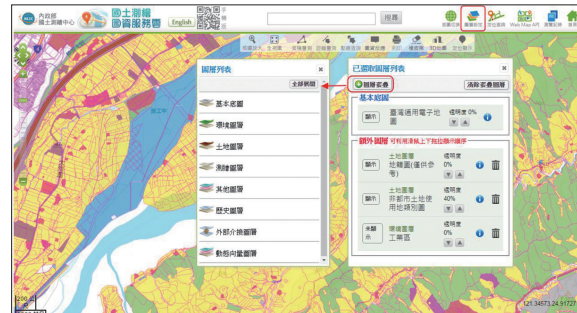 內政部
國土測繪中心
國土測繪
圖資服務雲
English
搜尋
Web Map API
圖層列表
全部展開
基本底圖
環境圖層
土地圖層
測繪圖層
其他圖層
歷史圖層
外部介接圖層
動態向量圖層
已選取圖層列表
圖層套疊
清除套疊圖層
基本底圖
顯示
臺灣通用電子地圖
透明度 0%
額外圖層 可利用滑鼠上下拖拉顯示順序
顯示
土地圖層
地籍圖(僅供參考)
透明度
0%
顯示
土地圖層
非都市土地使用地類別圖
透明度
40%
未顯示
環境圖層
工業區
透明度
0%